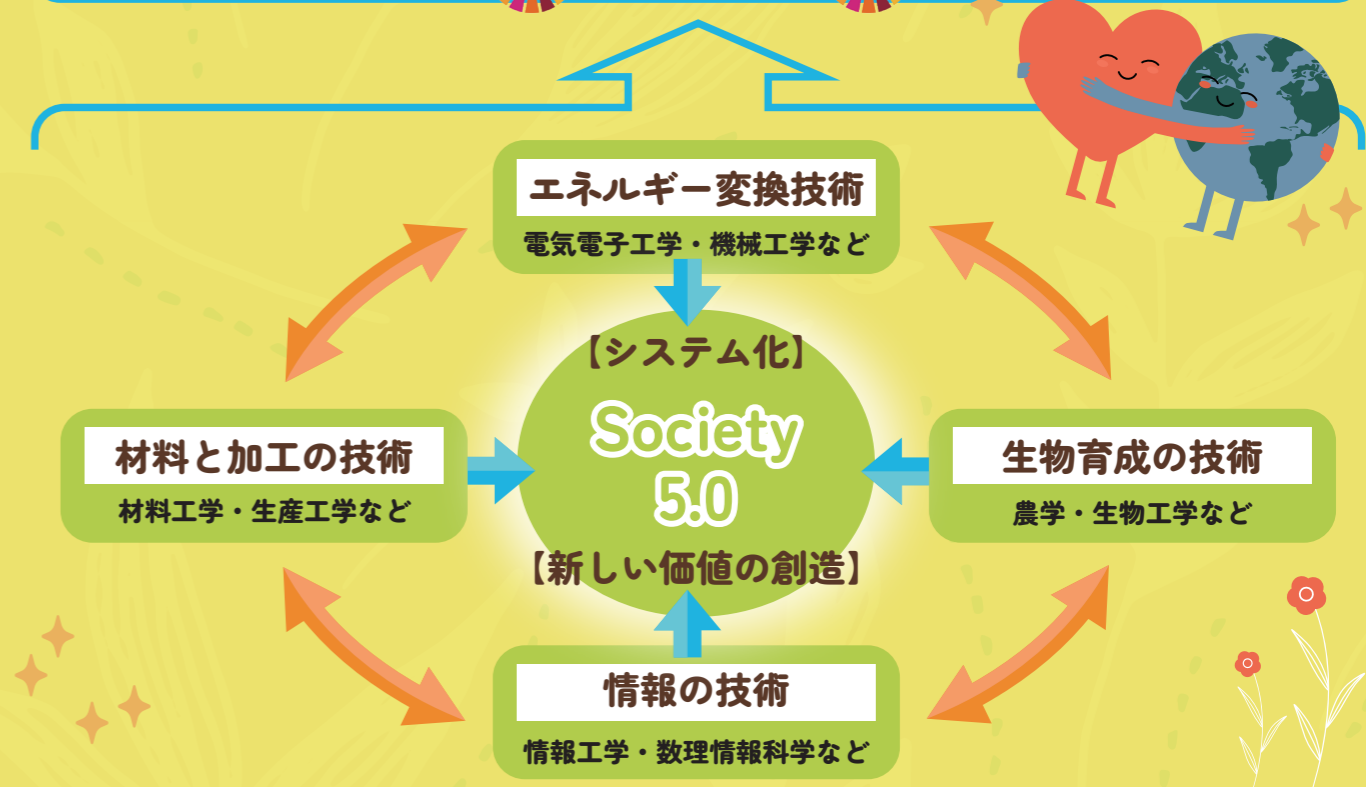 エネルギー変換技術
電気電子工学・機械工学など
【システム化】
Society
5.0
【新しい価値の創造】
材料と加工の技術
材料工学・生産工学など
生物育成の技術
農学・生物工学など
情報の技術
情報工学・数理情報科学など